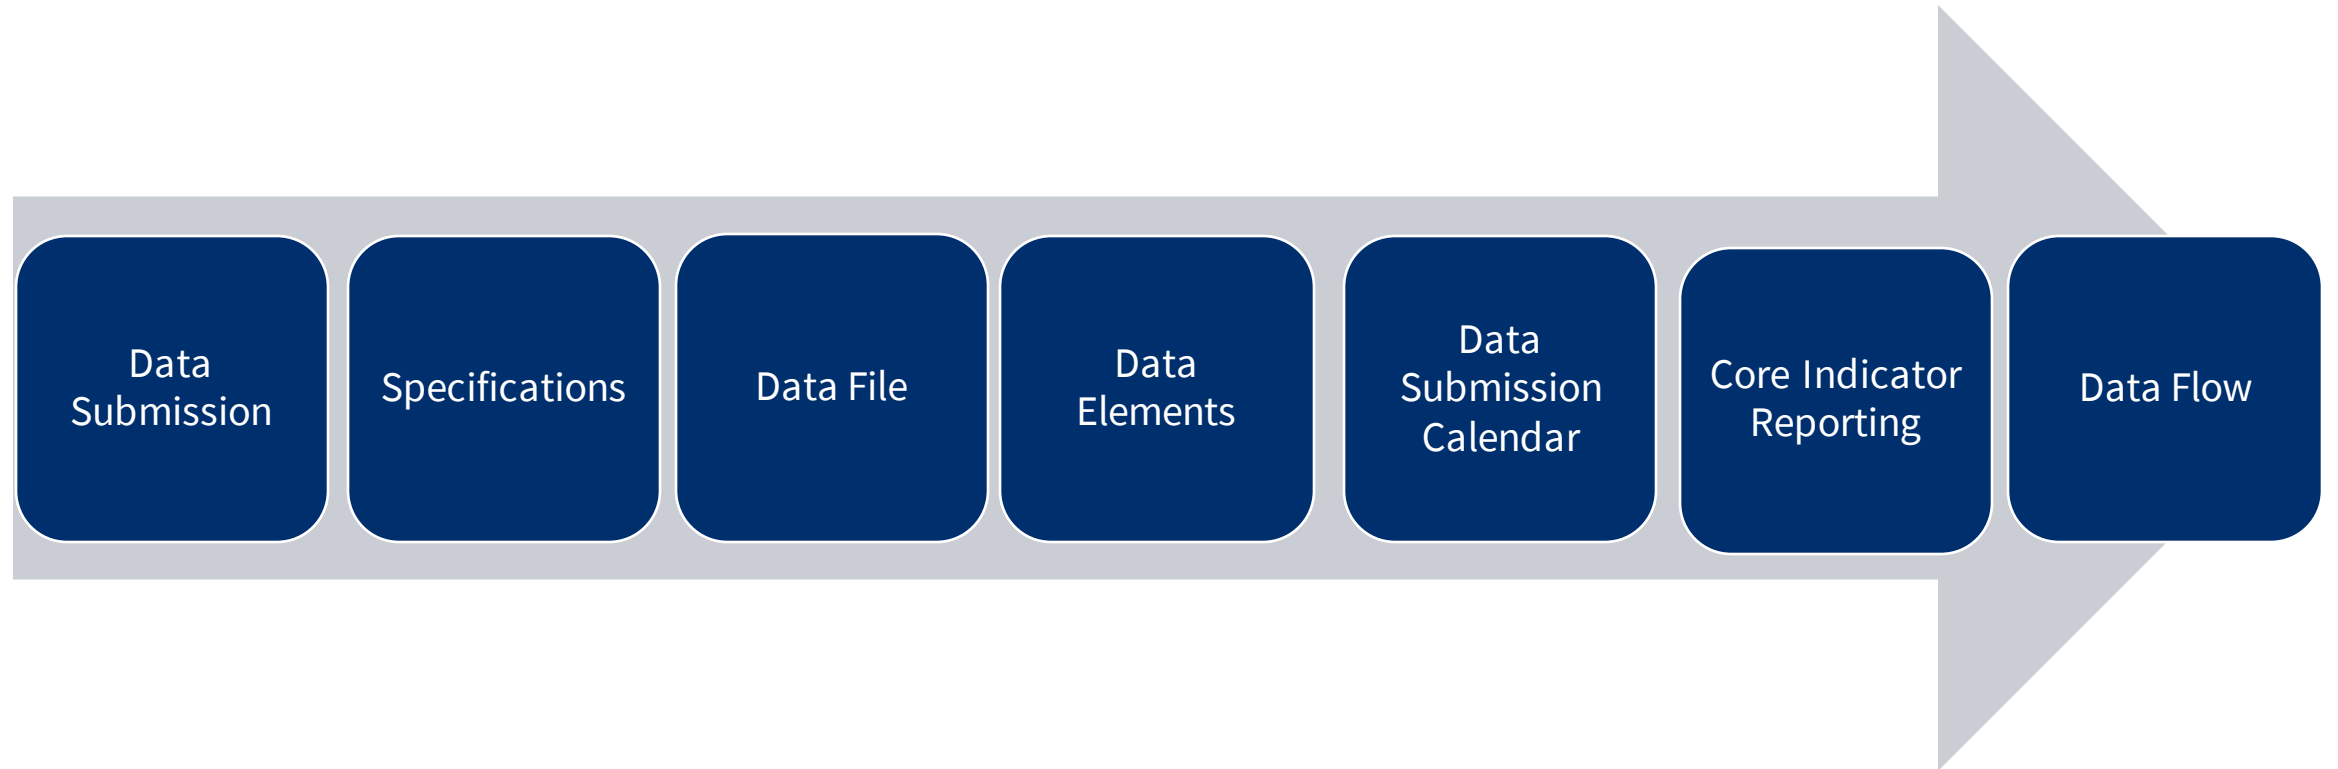 Data
Submission
Specifications
Data File
Data
Elements
Data
Submission
Calendar
Core Indicator
Reporting
Data Flow